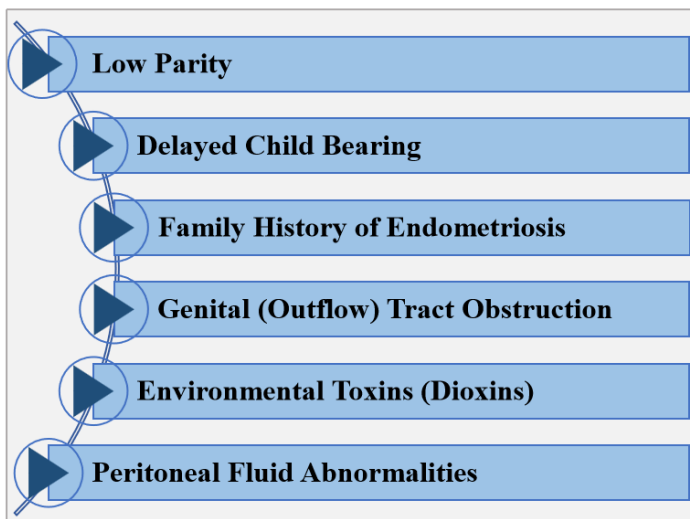 Low Parity
Delayed Child Bearing
Family History of Endometriosis
Genital (Outflow) Tract Obstruction
Environmental Toxins (Dioxins)
Peritoneal Fluid Abnormalities